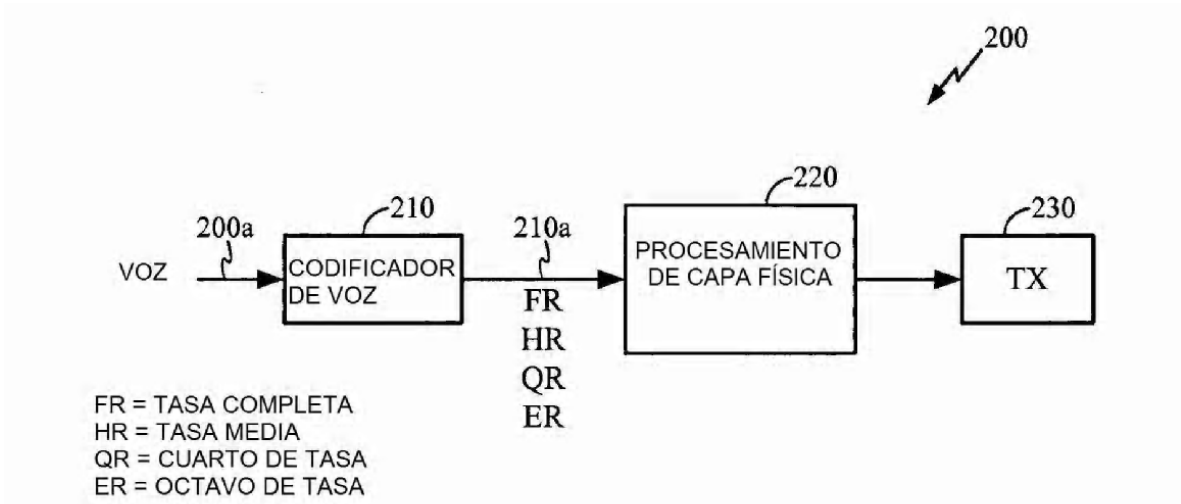 200
210
200a
VOZ
CODIFICADOR
DE VOZ
210a
FR
HR
QR
ER
220
PROCESAMIENTO
DE CAPA FÍSICA
230
TX
FR = TASA COMPLETA
HR = TASA MEDIA
QR = CUARTO DE TASA
ER = OCTAVO DE TASA